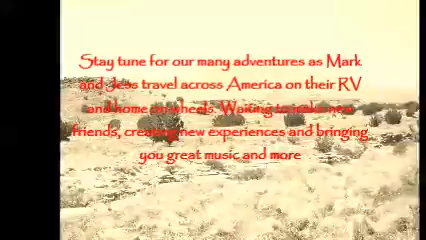 Stay tune for our many adventures as Mark
and Jess travel across America on their RV
and home on wheels. Waiting to make new
friends, creating new experiences and bringing
you great music and more